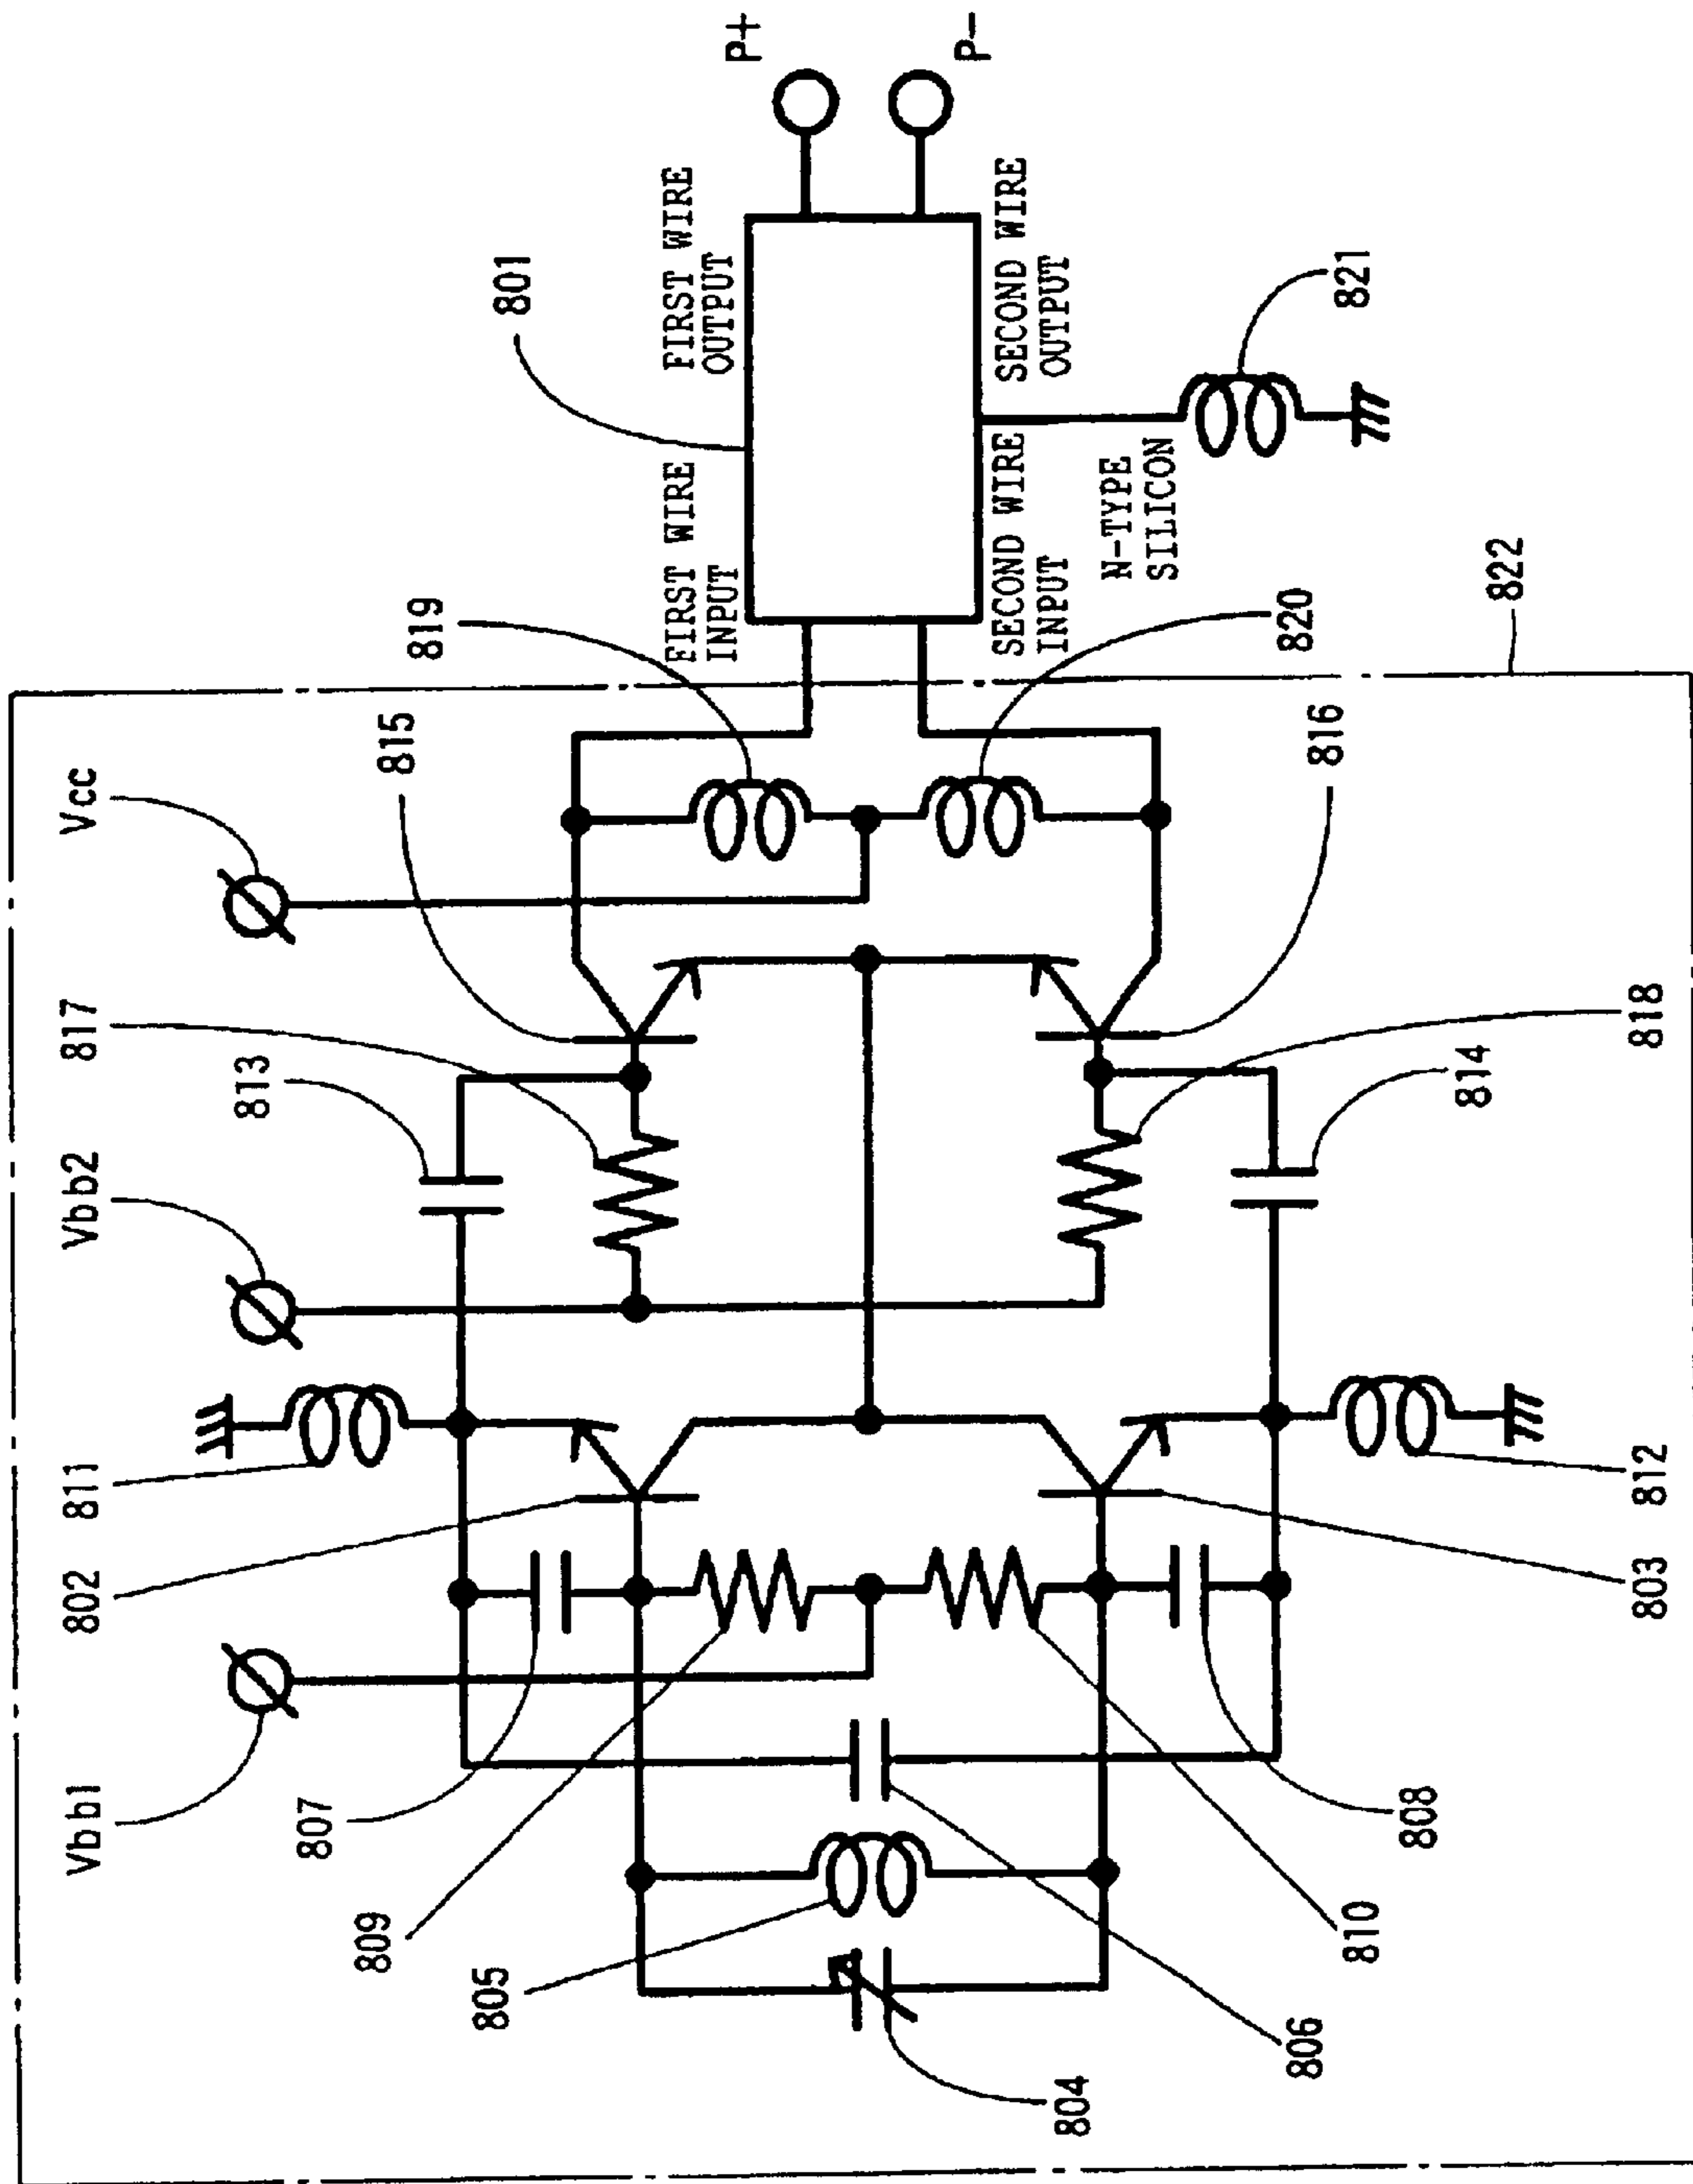 Vbb1
Vbb2
Vcc
802
811
817
813
815
819
801
807
809
805
804
806
808
810
803
812
814
818
816
820
822
821
FIRST WIRE
INPUT
FIRST WIRE
OUTPUT
SECOND WIRE
INPUT
SECOND WIRE
OUTPUT
N-TYPE
SILICON
P+
P-